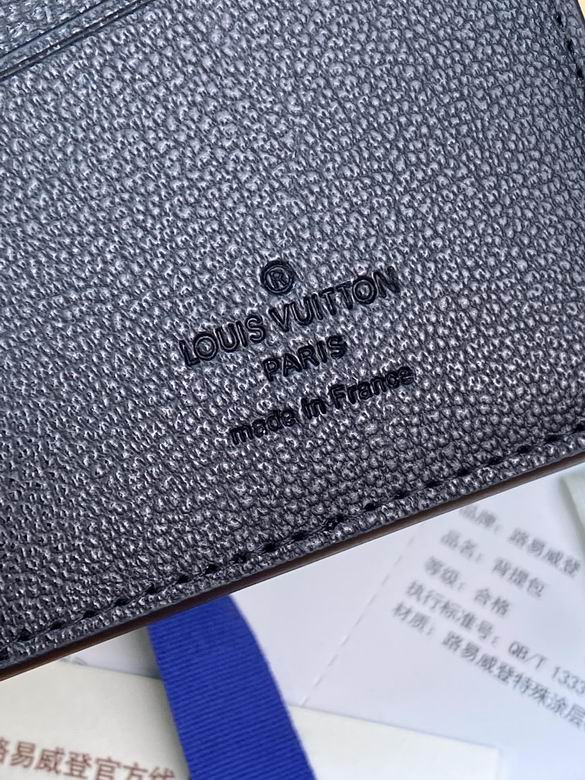 ®
LOUIS VUITTON
PARIS
made in France
品牌: 路易威登
品名: 背提包
等级: 合格
执行标准号: QB/T 1333
材质: 路易威登特殊涂层
路易威登官方线